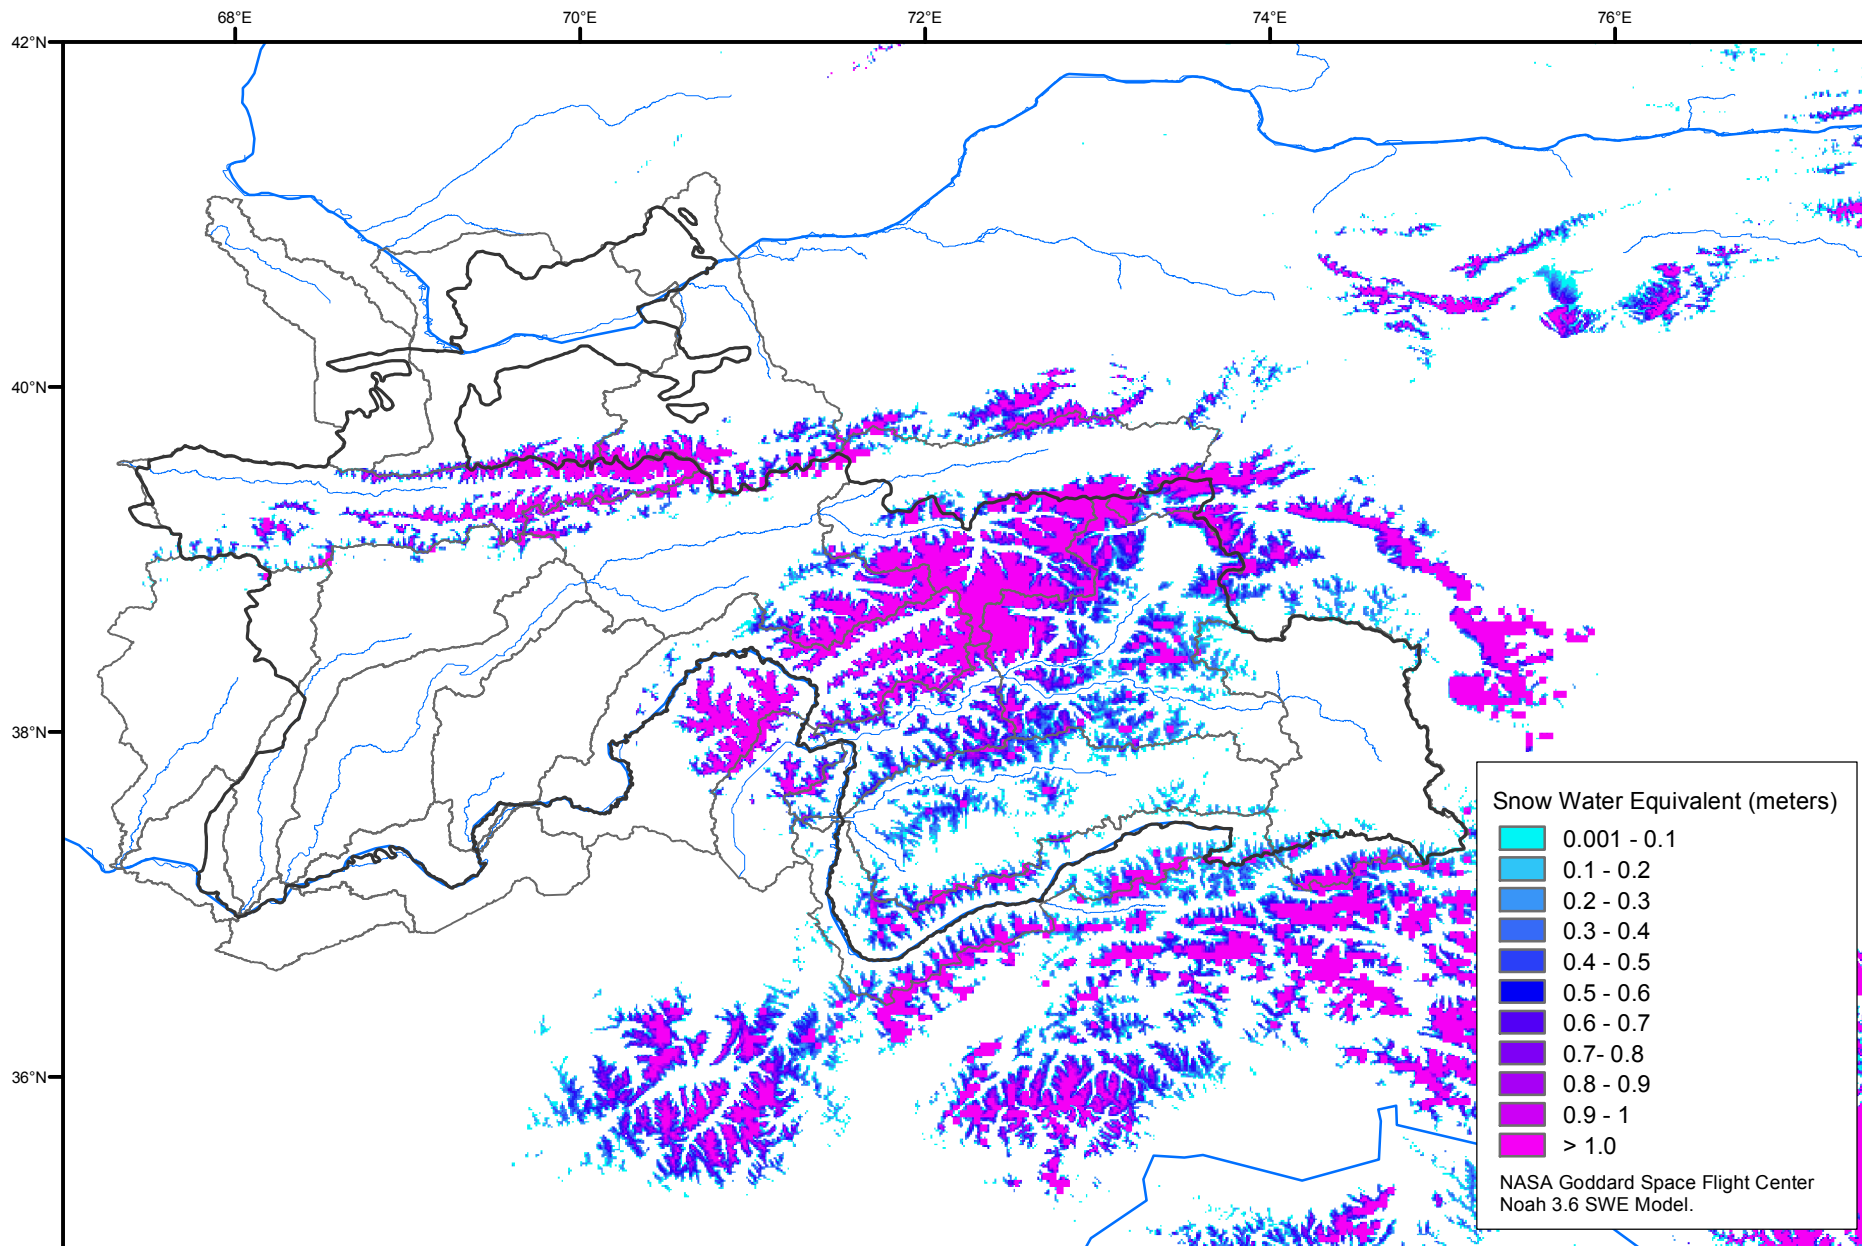 68°E 70°E 72°E 74°E 76°E
42°N
40°N
38°N
36°N
Snow Water Equivalent (meters)
0.001 - 0.1
0.1 - 0.2
0.2 - 0.3
0.3 - 0.4
0.4 - 0.5
0.5 - 0.6
0.6 - 0.7
0.7- 0.8
0.8 - 0.9
0.9 - 1
> 1.0
NASA Goddard Space Flight Center
Noah 3.6 SWE Model.